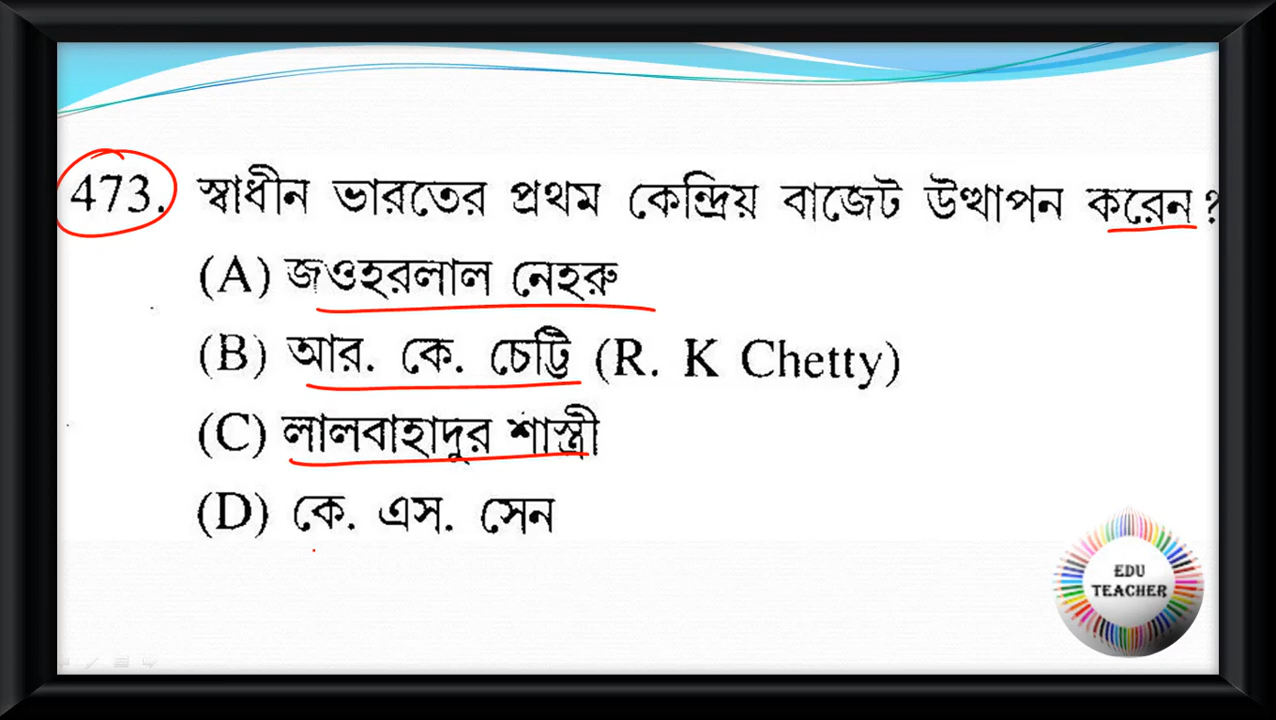 473. স্বাধীন ভারতের প্রথম কেন্দ্রিয় বাজেট উত্থাপন করেন ?
(A) জওহরলাল নেহরু
(B) আর. কে. চেট্টি (R. K Chetty)
(C) লালবাহাদুর শাস্ত্রী
(D) কে. এস. সেন
EDU
TEACHER